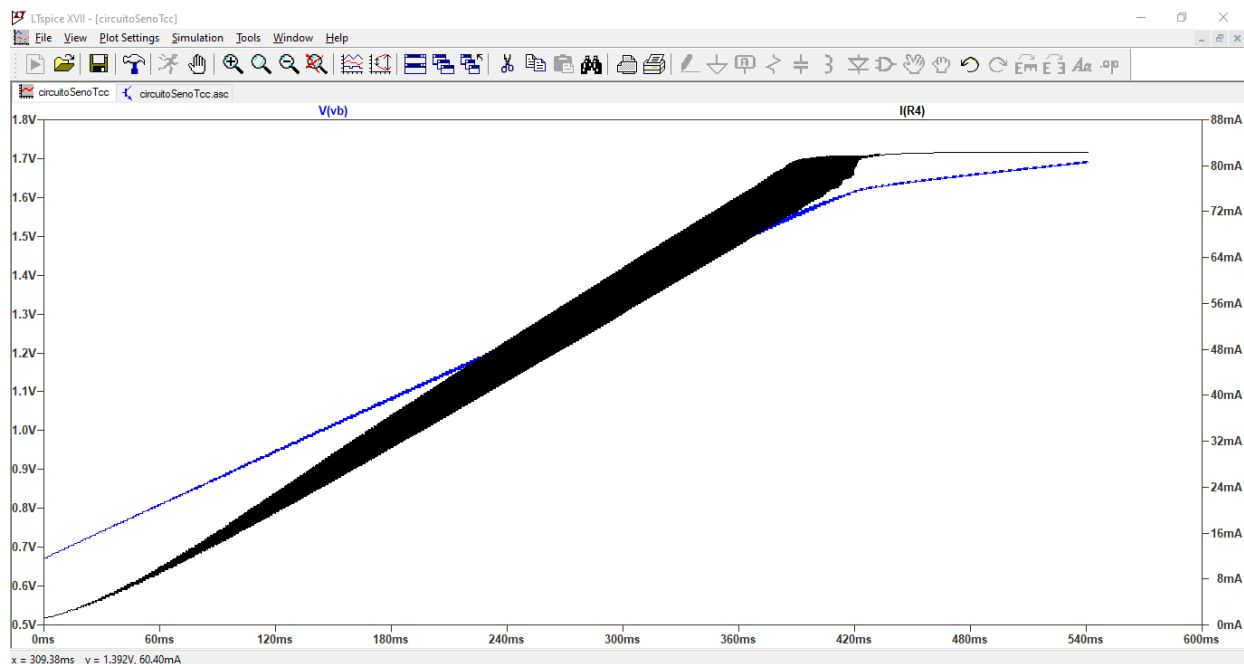 LTspice XVII - [circuitoSenoTcc]
File View Plot Settings Simulation Tools Window Help
circuitoSenoTcc circuitoSenoTcc.asc
V(vb) I(R4)
1.8V 88mA
1.7V 80mA
1.6V 72mA
1.5V 64mA
1.4V 56mA
1.3V 48mA
1.2V 40mA
1.1V 32mA
1.0V 24mA
0.9V 16mA
0.8V 8mA
0.7V 0mA
0.6V
0.5V
0ms 60ms 120ms 180ms 240ms 300ms 360ms 420ms 480ms 540ms 600ms
x = 309.38ms y = 1.392V, 60.40mA